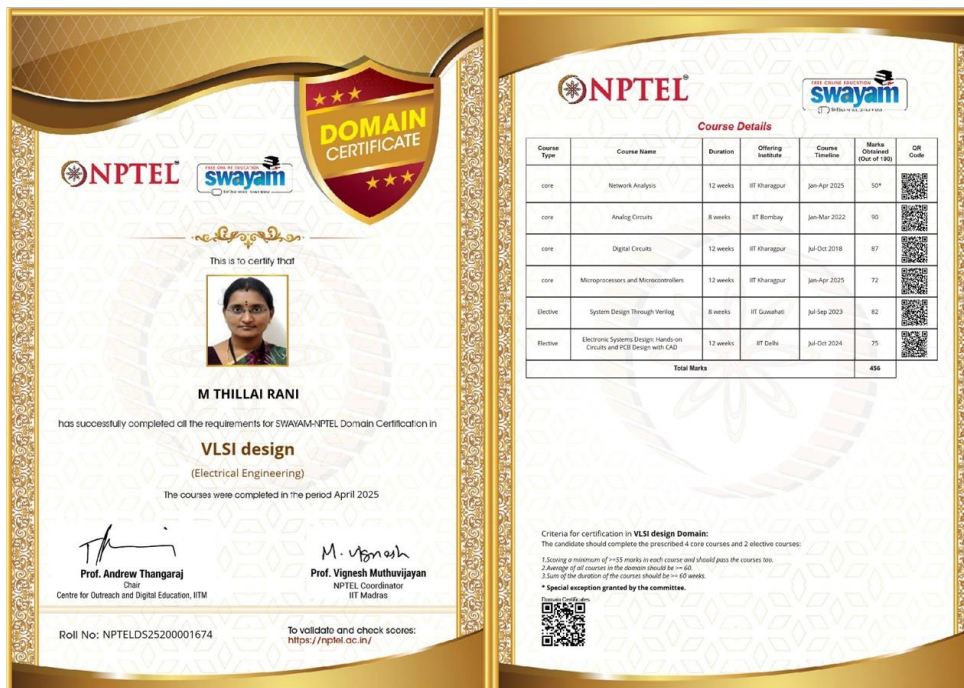 DOMAIN
CERTIFICATE
NPTEL
FREE ONLINE EDUCATION
swayam
This is to certify that
M THILLAI RANI
has successfully completed all the requirements for SWAYAM-NPTEL Domain Certification in
VLSI design
(Electrical Engineering)
The courses were completed in the period April 2025
M. Vignesh
Prof. Andrew Thangaraj
Chair
Centre for Outreach and Digital Education, IITM
Prof. Vignesh Muthuvijayan
NPTEL Coordinator
IIT Madras
Roll No: NPTELDS25200001674
To validate and check scores:
https://nptel.ac.in/
NPTEL
FREE ONLINE EDUCATION
swayam
Course Details
Course Type Course Name Duration Offering Institute Course Timeline Marks Obtained (Out of 100) QR Code
core Network Analysis 12 weeks IIT Kharagpur Jan-Apr 2025 50*
core Analog Circuits 8 weeks IIT Bombay Jan-Mar 2022 90
core Digital Circuits 12 weeks IIT Kharagpur Jul-Oct 2018 87
core Microprocessors and Microcontrollers 12 weeks IIT Kharagpur Jan-Apr 2025 72
Elective System Design Through Verilog 8 weeks IIT Guwahati Jul-Sep 2023 82
Elective Electronic Systems Design: Hands-on Circuits and PCB Design with CAD 12 weeks IIT Delhi Jul-Oct 2024 75
Total Marks 456
Criteria for certification in VLSI design Domain:
The candidate should complete the prescribed 4 core courses and 2 elective courses:
1.Scoring a minimum of >=55 marks in each course and should pass the courses too.
2.Average of all courses in the domain should be >= 60.
3.Sum of the duration of the courses should be >= 60 weeks.
* Special exception granted by the committee.
Domain Certificates